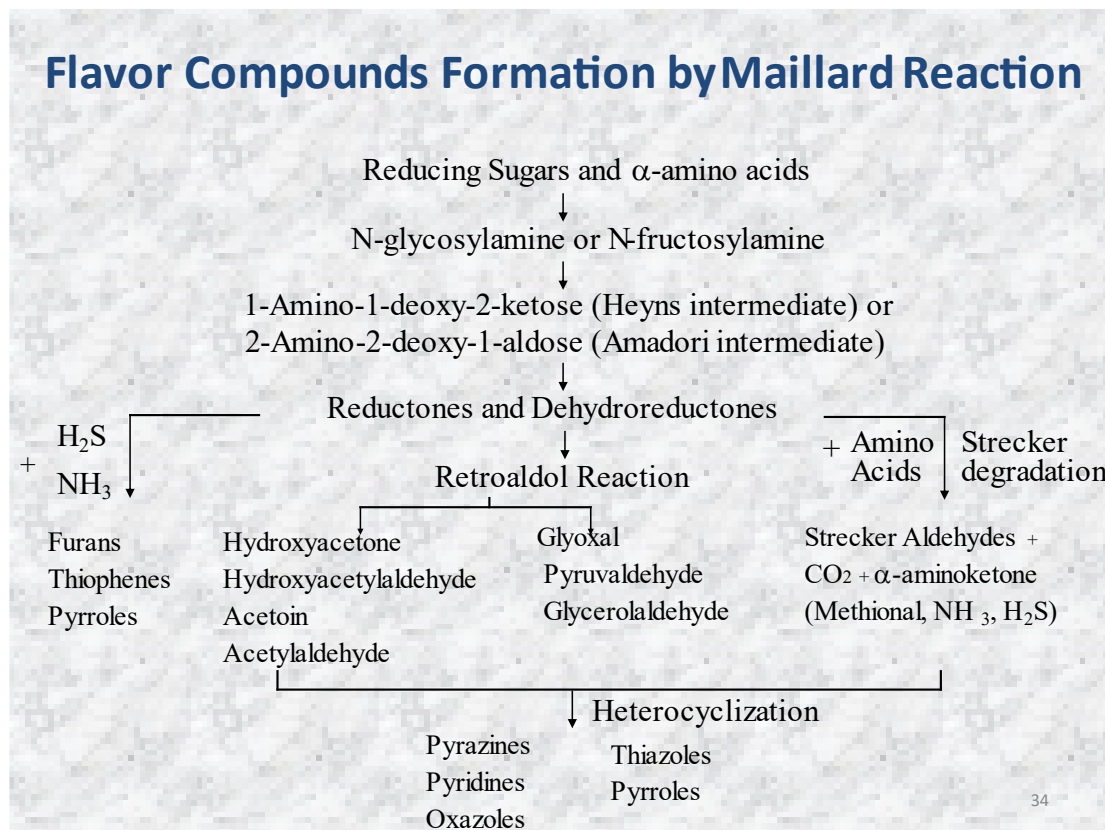 Flavor Compounds Formation by Maillard Reaction
Reducing Sugars and α-amino acids
N-glycosylamine or N-fructosylamine
1-Amino-1-deoxy-2-ketose (Heyns intermediate) or
2-Amino-2-deoxy-1-aldose (Amadori intermediate)
Reductones and Dehydroreductones
H₂S
+
NH₃
Retroaldol Reaction
+ Amino
Acids
Strecker
degradation
Furans
Thiophenes
Pyrroles
Hydroxyacetone
Hydroxyacetylaldehyde
Acetoin
Acetylaldehyde
Glyoxal
Pyruvaldehyde
Glycerolaldehyde
Strecker Aldehydes +
CO₂ + α-aminoketone
(Methional, NH ₃, H₂S)
Heterocyclization
Pyrazines
Pyridines
Oxazoles
Thiazoles
Pyrroles
34